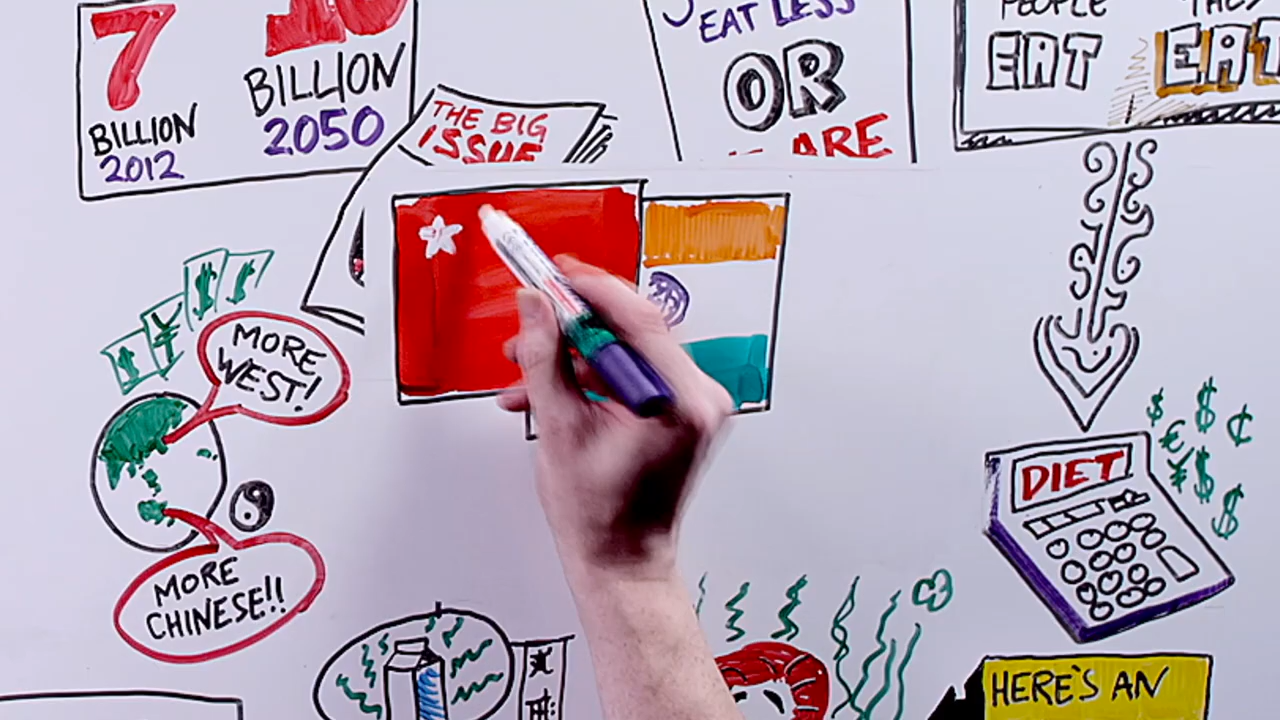 7
10
BILLION
2012
BILLION
2050
THE BIG
ISSUE
EAT LESS
OR
ARE
PEOPLE
EAT
EAT
MORE
WEST!
MORE
CHINESE!!
DIET
HERE'S AN